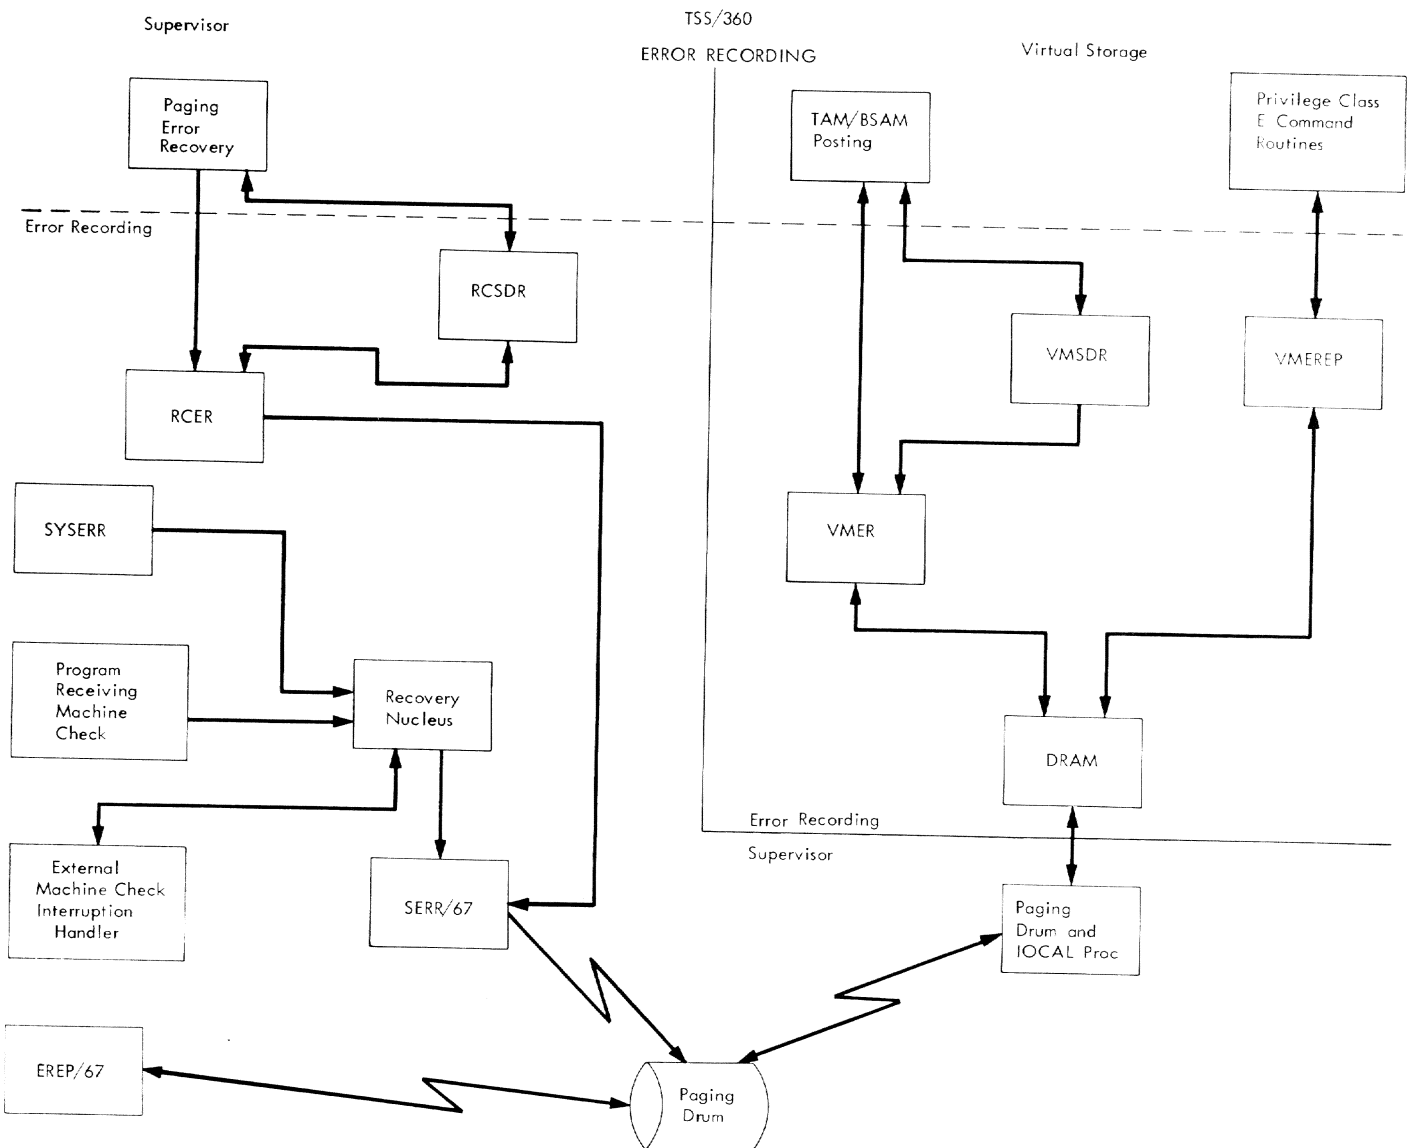 Supervisor
TSS/360
ERROR RECORDING
Virtual Storage
Paging
Error
Recovery
TAM/BSAM
Posting
Privilege Class
E Command
Routines
Error Recording
RCSDR
VMSDR
VMEREP
RCER
SYSERR
VMER
Program
Receiving
Machine
Check
Recovery
Nucleus
DRAM
Error Recording
Supervisor
External
Machine Check
Interruption
Handler
SERR/67
Paging
Drum and
IOCAL Proc
EREP/67
Paging
Drum